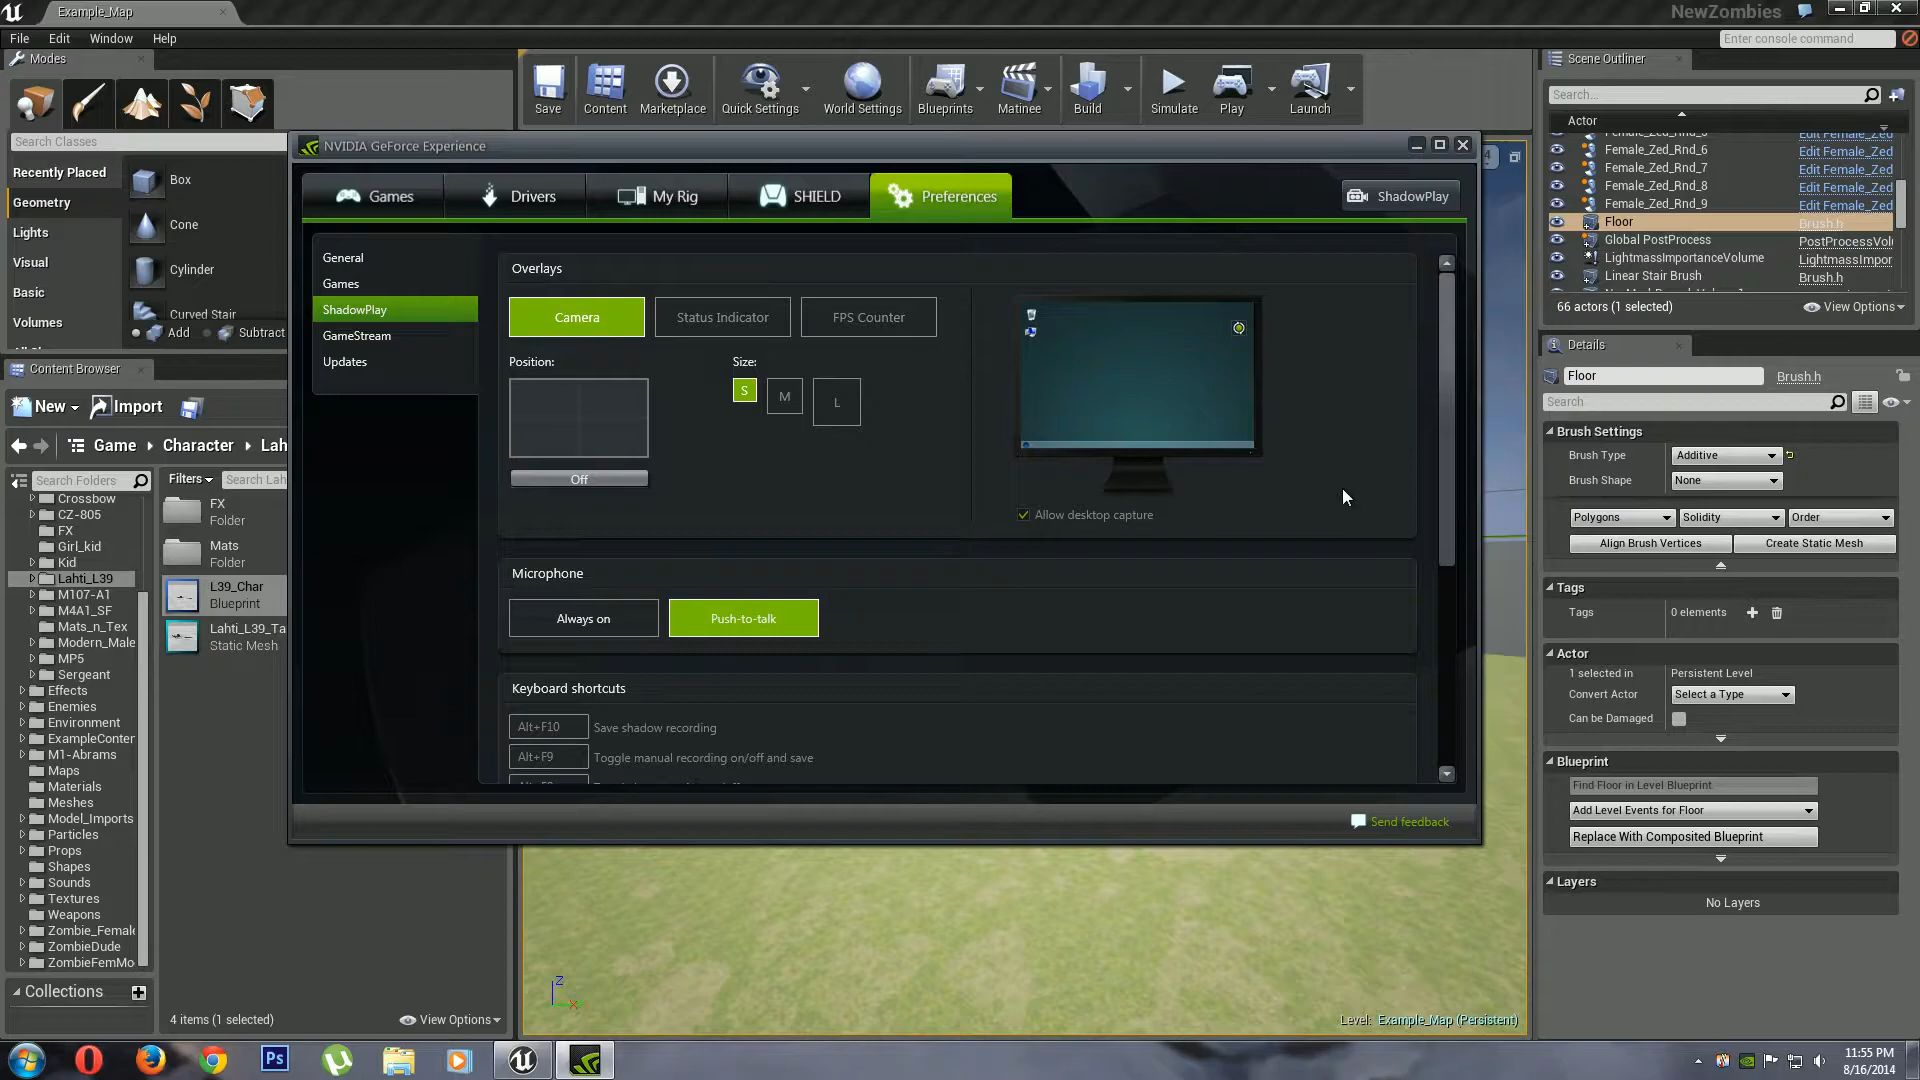 Example_Map
NewZombies
File Edit Window Help
Enter console command
Modes
Search Classes
Recently Placed
Geometry
Lights
Visual
Basic
Volumes
Box
Cone
Cylinder
Curved Stair
Add Subtract
Save
Content
Marketplace
Quick Settings
World Settings
Blueprints
Matinee
Build
Simulate
Play
Launch
Scene Outliner
Search...
Actor
Female_Zed_Rnd_6 Edit Female_Zed
Female_Zed_Rnd_7 Edit Female_Zed
Female_Zed_Rnd_8 Edit Female_Zed
Female_Zed_Rnd_9 Edit Female_Zed
Floor Brush.h
Global PostProcess PostProcessVolu
LightmassImportanceVolume LightmassImpor
Linear Stair Brush Brush.h
66 actors (1 selected)
View Options
Details
Floor
Brush.h
Search
Brush Settings
Brush Type Additive
Brush Shape None
Polygons Solidity Order
Align Brush Vertices Create Static Mesh
Tags
Tags 0 elements
Actor
1 selected in Persistent Level
Convert Actor Select a Type
Can be Damaged
Blueprint
Find Floor in Level Blueprint
Add Level Events for Floor
Replace With Composited Blueprint
Layers
No Layers
Content Browser
New Import
Game Character Lah
Search Folders
Filters Search Lah
Crossbow
CZ-805
FX
Girl_kid
Kid
Lahti_L39
M107-A1
M4A1_SF
Mats_n_Tex
Modern_Male
MP5
Sergeant
Effects
Enemies
Environment
ExampleConten
M1-Abrams
Maps
Materials
Meshes
Model_Imports
Particles
Props
Shapes
Sounds
Textures
Weapons
Zombie_Female
ZombieDude
ZombieFemMo
Collections
FX
Folder
Mats
Folder
L39_Char
Blueprint
Lahti_L39_Ta
Static Mesh
4 items (1 selected)
View Options
NVIDIA GeForce Experience
Games
Drivers
My Rig
SHIELD
Preferences
ShadowPlay
General
Games
ShadowPlay
GameStream
Updates
Overlays
Camera
Status Indicator
FPS Counter
Position:
Size:
S
M
L
Off
Allow desktop capture
Microphone
Always on
Push-to-talk
Keyboard shortcuts
Alt+F10 Save shadow recording
Alt+F9 Toggle manual recording on/off and save
Send feedback
Level: Example_Map (Persistent)
Z
X
Ps
11:55 PM
8/16/2014